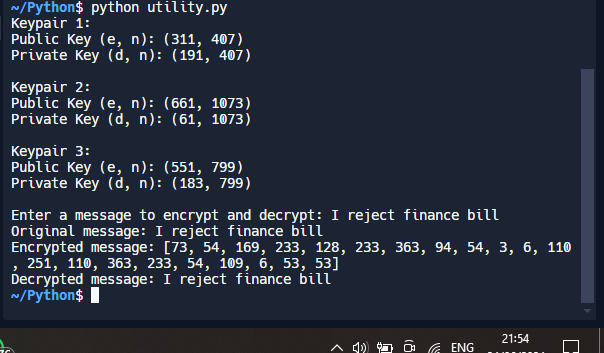 ~/Python$ python utility.py
Keypair 1:
Public Key (e, n): (311, 407)
Private Key (d, n): (191, 407)
Keypair 2:
Public Key (e, n): (661, 1073)
Private Key (d, n): (61, 1073)
Keypair 3:
Public Key (e, n): (551, 799)
Private Key (d, n): (183, 799)
Enter a message to encrypt and decrypt: I reject finance bill
Original message: I reject finance bill
Encrypted message: [73, 54, 169, 233, 128, 233, 363, 94, 54, 3, 6, 110
, 251, 110, 363, 233, 54, 109, 6, 53, 53]
Decrypted message: I reject finance bill
~/Python$
ENG
21:54